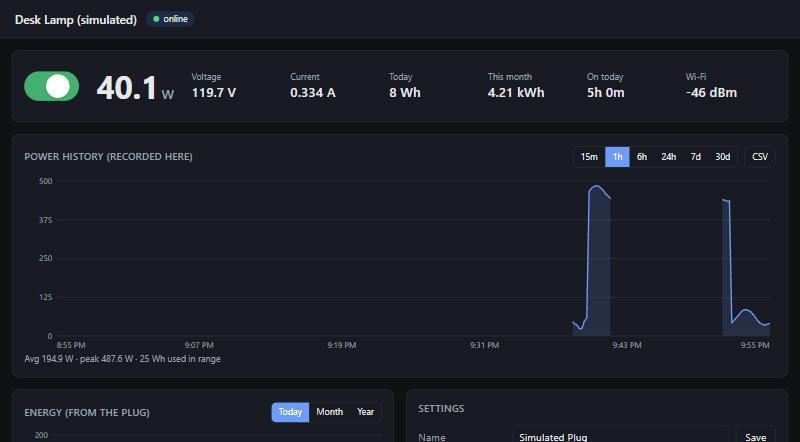 Desk Lamp (simulated) online
40.1 W
Voltage
119.7 V
Current
0.334 A
Today
8 Wh
This month
4.21 kWh
On today
5h 0m
Wi-Fi
-46 dBm
POWER HISTORY (RECORDED HERE)
15m 1h 6h 24h 7d 30d CSV
500
375
250
125
0
8:55 PM 9:07 PM 9:19 PM 9:31 PM 9:43 PM 9:55 PM
Avg 194.9 W · peak 487.6 W · 25 Wh used in range
ENERGY (FROM THE PLUG)
Today Month Year
200
SETTINGS
Name Simulated Plug Save